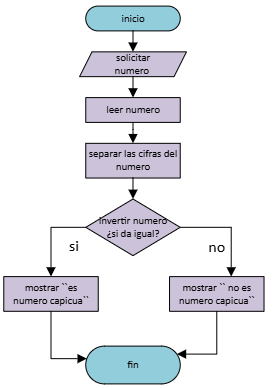 inicio
solicitar
numero
leer numero
separar las cifras del
numero
invertir numero
¿si da igual?
si
no
mostrar ``es
numero capicua``
mostrar `` no es
numero capicua``
fin